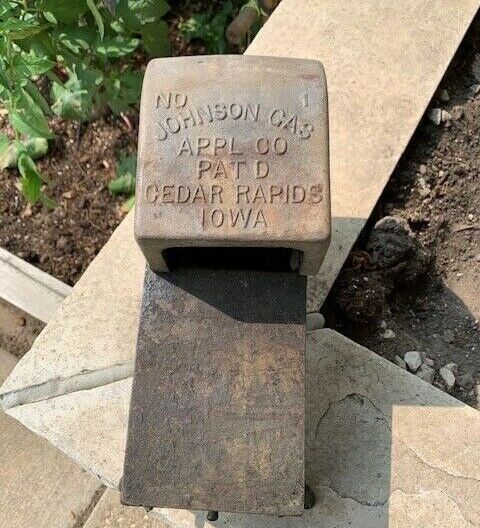 NO 1
JOHNSON GAS
APPL CO
PAT D
CEDAR RAPIDS
IOWA